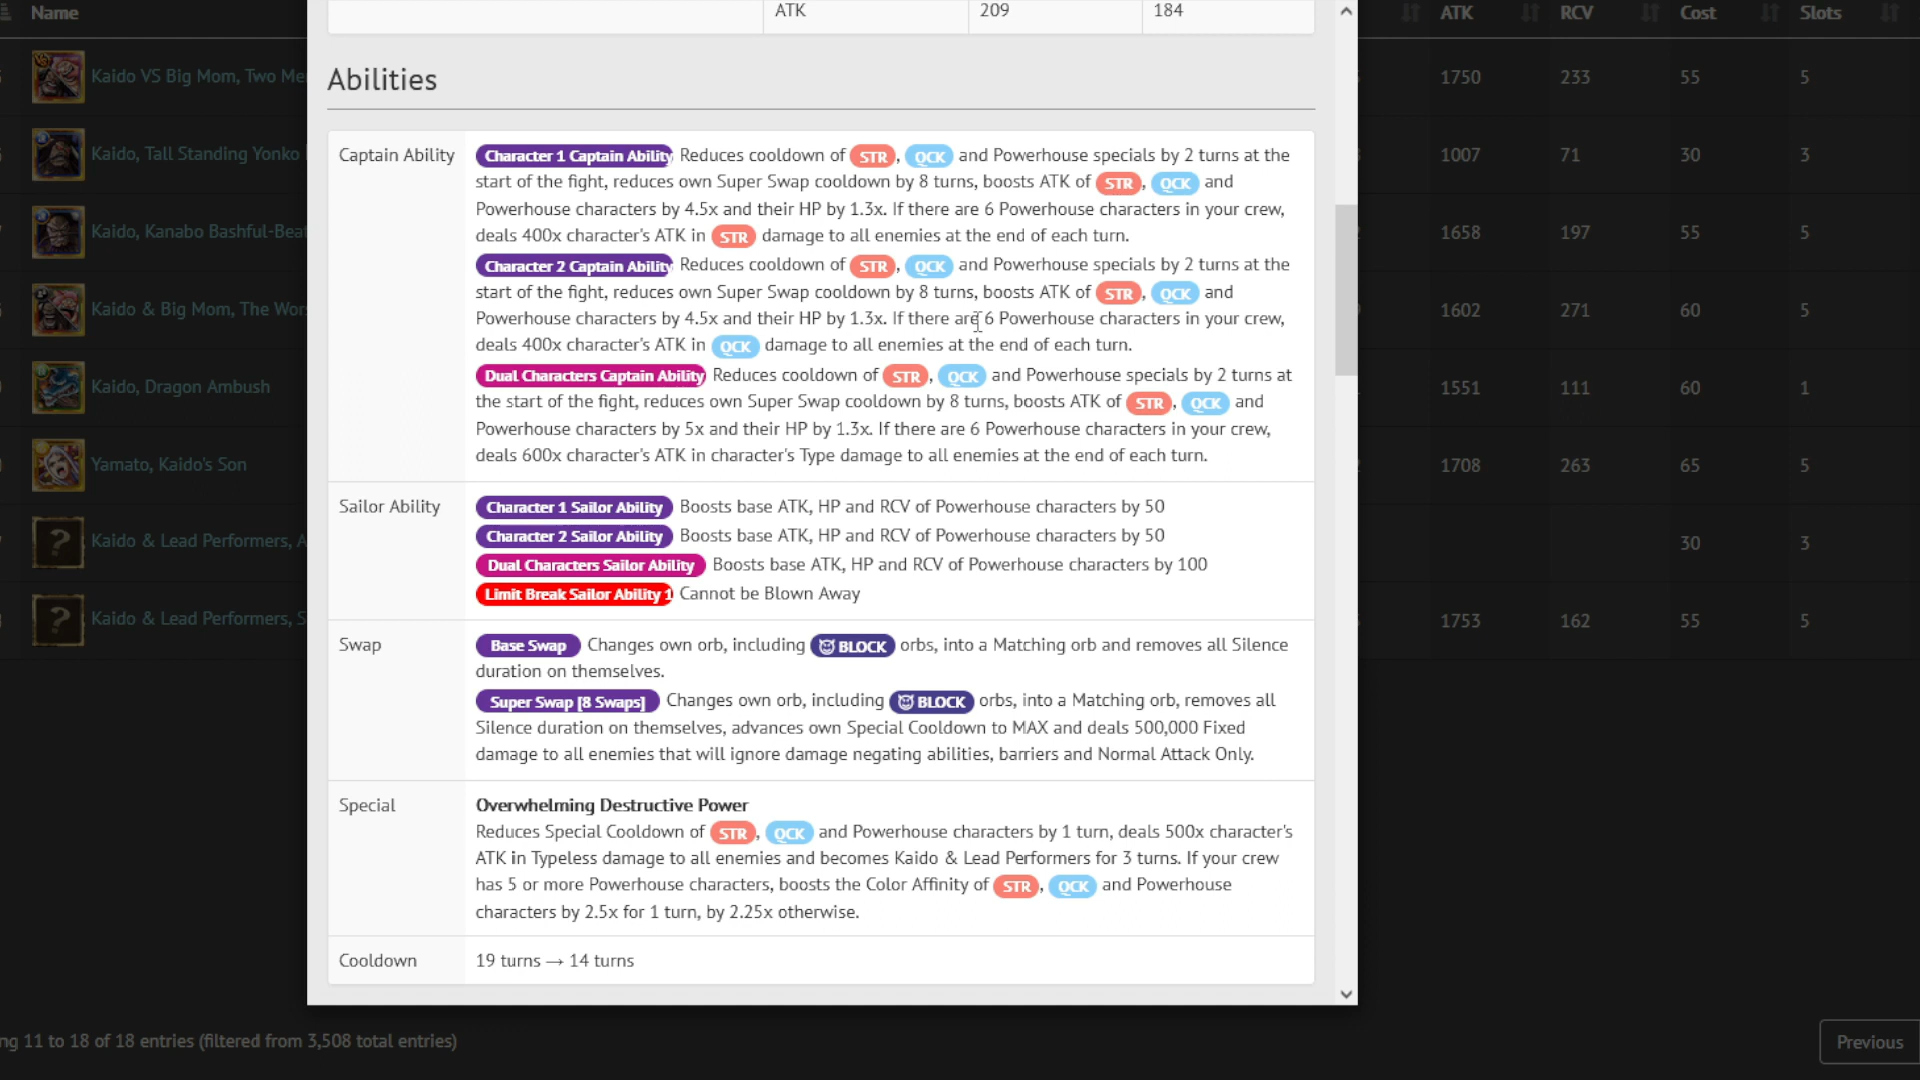 Name
ATK 209 184
ATK RCV Cost Slots
Abilities
Kaido VS Big Mom, Two Me
1750 233 55 5
Kaido, Tall Standing Yonko
1007 71 30 3
Kaido, Kanabo Bashful-Beat
1658 197 55 5
Kaido & Big Mom, The Wors
1602 271 60 5
Kaido, Dragon Ambush
1551 111 60 1
Yamato, Kaido's Son
1708 263 65 5
Kaido & Lead Performers, A
30 3
Kaido & Lead Performers, S
1753 162 55 5
Captain Ability
Character 1 Captain Ability Reduces cooldown of STR, QCK and Powerhouse specials by 2 turns at the
start of the fight, reduces own Super Swap cooldown by 8 turns, boosts ATK of STR, QCK and
Powerhouse characters by 4.5x and their HP by 1.3x. If there are 6 Powerhouse characters in your crew,
deals 400x character's ATK in STR damage to all enemies at the end of each turn.
Character 2 Captain Ability Reduces cooldown of STR, QCK and Powerhouse specials by 2 turns at the
start of the fight, reduces own Super Swap cooldown by 8 turns, boosts ATK of STR, QCK and
Powerhouse characters by 4.5x and their HP by 1.3x. If there are 6 Powerhouse characters in your crew,
deals 400x character's ATK in QCK damage to all enemies at the end of each turn.
Dual Characters Captain Ability Reduces cooldown of STR, QCK and Powerhouse specials by 2 turns at
the start of the fight, reduces own Super Swap cooldown by 8 turns, boosts ATK of STR, QCK and
Powerhouse characters by 5x and their HP by 1.3x. If there are 6 Powerhouse characters in your crew,
deals 600x character's ATK in character's Type damage to all enemies at the end of each turn.
Sailor Ability
Character 1 Sailor Ability Boosts base ATK, HP and RCV of Powerhouse characters by 50
Character 2 Sailor Ability Boosts base ATK, HP and RCV of Powerhouse characters by 50
Dual Characters Sailor Ability Boosts base ATK, HP and RCV of Powerhouse characters by 100
Limit Break Sailor Ability 1 Cannot be Blown Away
Swap
Base Swap Changes own orb, including BLOCK orbs, into a Matching orb and removes all Silence
duration on themselves.
Super Swap [8 Swaps] Changes own orb, including BLOCK orbs, into a Matching orb, removes all
Silence duration on themselves, advances own Special Cooldown to MAX and deals 500,000 Fixed
damage to all enemies that will ignore damage negating abilities, barriers and Normal Attack Only.
Special
Overwhelming Destructive Power
Reduces Special Cooldown of STR, QCK and Powerhouse characters by 1 turn, deals 500x character's
ATK in Typeless damage to all enemies and becomes Kaido & Lead Performers for 3 turns. If your crew
has 5 or more Powerhouse characters, boosts the Color Affinity of STR, QCK and Powerhouse
characters by 2.5x for 1 turn, by 2.25x otherwise.
Cooldown
19 turns → 14 turns
ng 11 to 18 of 18 entries (filtered from 3,508 total entries)
Previous